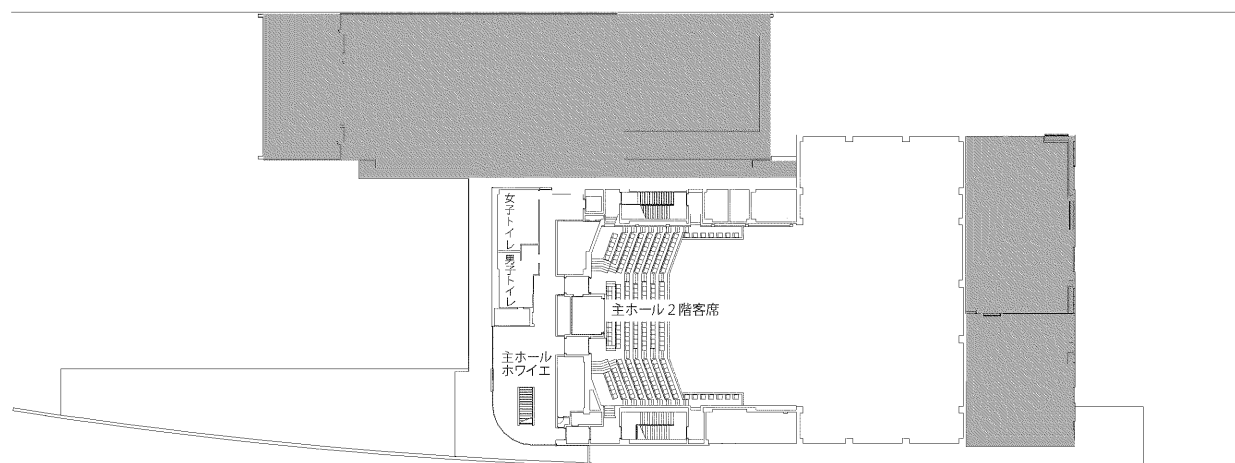 女子トイレ
男子トイレ
主ホール2階客席
主ホール
ホワイエ